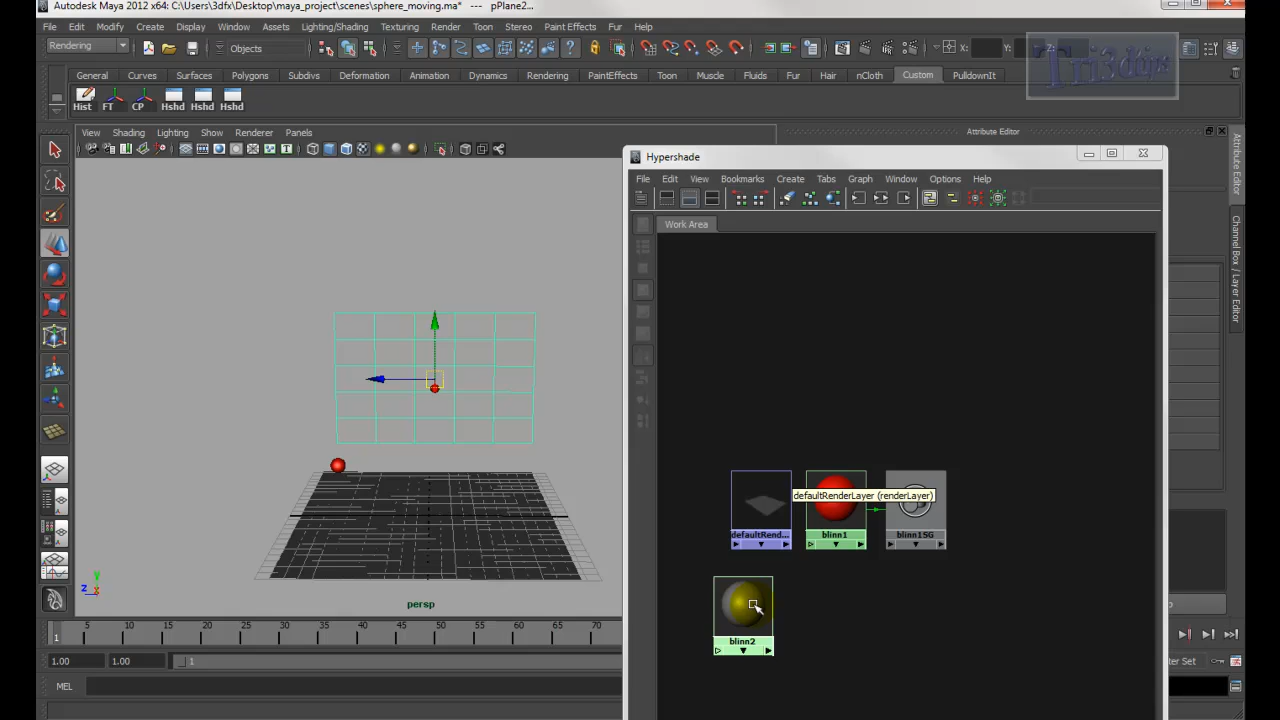 Autodesk Maya 2012 x64: C:\Users\3dfx\Desktop\maya_project\scenes\sphere_moving.ma* --- pPlane2...
File Edit Modify Create Display Window Assets Lighting/Shading Texturing Render Toon Stereo Paint Effects Fur Help
Rendering Objects X: Y: Z:
Tri3dfx
General Curves Surfaces Polygons Subdivs Deformation Animation Dynamics Rendering PaintEffects Toon Muscle Fluids Fur Hair nCloth Custom PulldownIt
Hist FT CP Hshd Hshd Hshd
View Shading Lighting Show Renderer Panels
Attribute Editor
Hypershade
File Edit View Bookmarks Create Tabs Graph Window Options Help
Work Area
Attribute Editor
Channel Box / Layer Editor
defaultRenderLayer (renderLayer)
defaultRend... blinn1 blinn1SG
blinn2
y
z x
persp
1 5 10 15 20 25 30 35 40 45 50 55 60 65 70
1.00 1.00 1
MEL